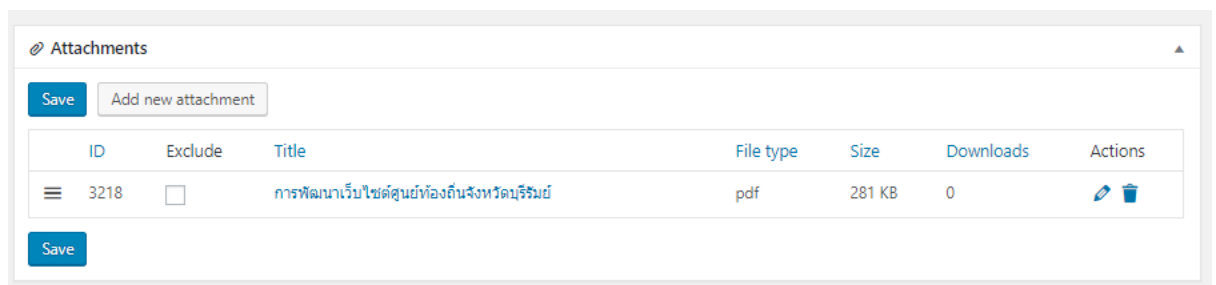 Attachments
Save Add new attachment
ID Exclude Title File type Size Downloads Actions
3218 การพัฒนาเว็บไซต์ศูนย์ท้องถิ่นจังหวัดบุรีรัมย์ pdf 281 KB 0
Save